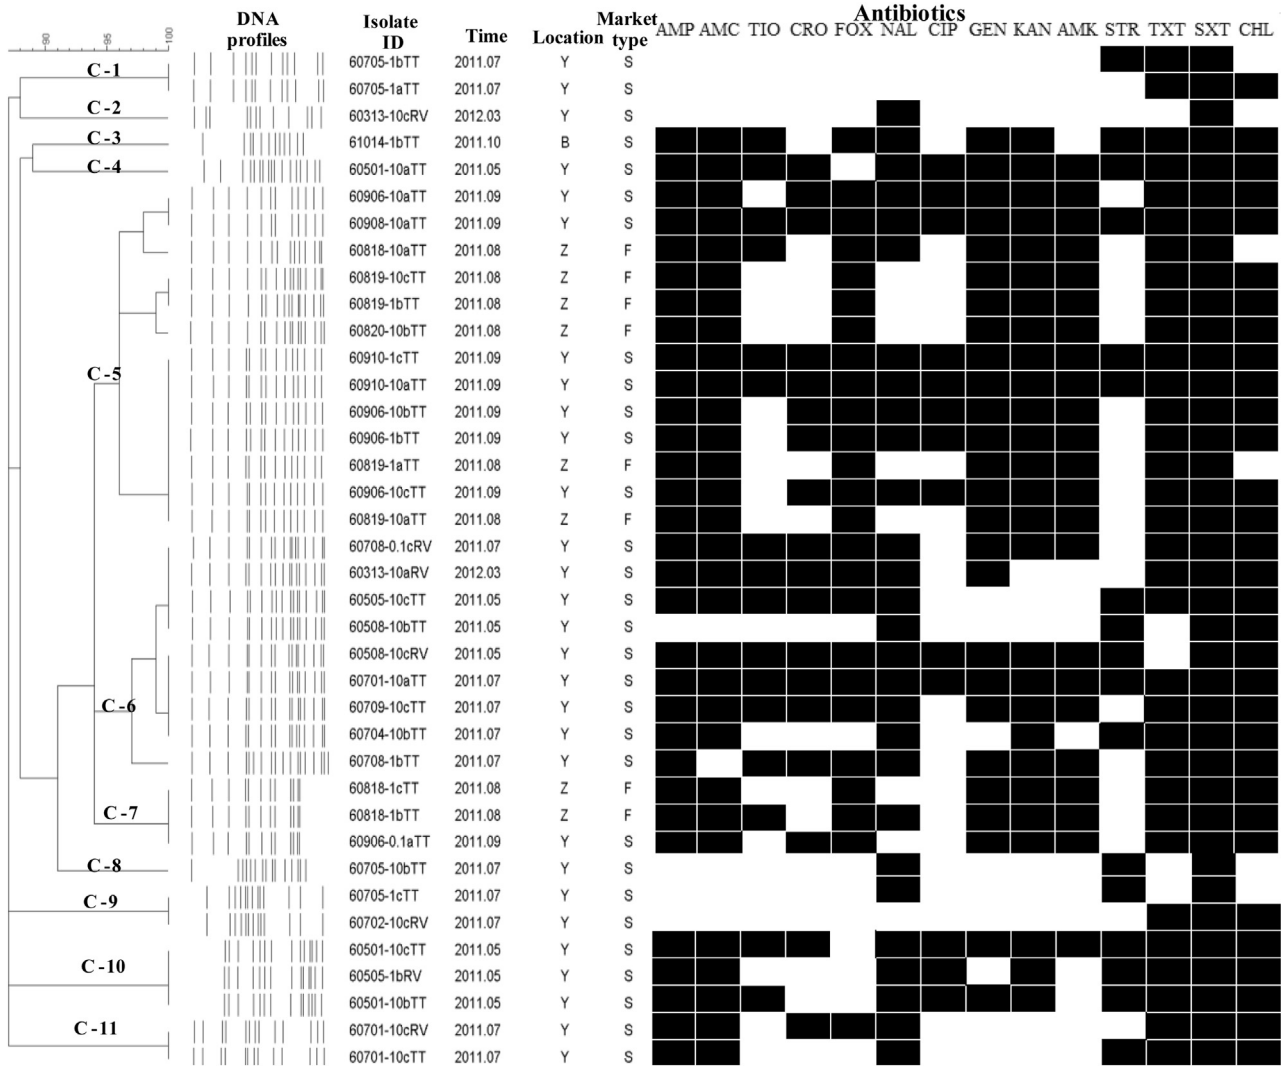 DNA profiles
Isolate ID
Time
Location
Market type
Antibiotics
AMP AMC TIO CRO FOX NAL CIP GEN KAN AMK STR TXT SXT CHL
90 95 100
60705-1bTT 2011.07 Y S
C-1
60705-1aTT 2011.07 Y S
C-2
60313-10cRV 2012.03 Y S
C-3
61014-1bTT 2011.10 B S
C-4
60501-10aTT 2011.05 Y S
60906-10aTT 2011.09 Y S
60908-10aTT 2011.09 Y S
60818-10aTT 2011.08 Z F
60819-10cTT 2011.08 Z F
60819-1bTT 2011.08 Z F
60820-10bTT 2011.08 Z F
60910-1cTT 2011.09 Y S
C-5
60910-10aTT 2011.09 Y S
60906-10bTT 2011.09 Y S
60906-1bTT 2011.09 Y S
60819-1aTT 2011.08 Z F
60906-10cTT 2011.09 Y S
60819-10aTT 2011.08 Z F
60708-0.1cRV 2011.07 Y S
60313-10aRV 2012.03 Y S
60505-10cTT 2011.05 Y S
60508-10bTT 2011.05 Y S
60508-10cRV 2011.05 Y S
60701-10aTT 2011.07 Y S
C-6
60709-10cTT 2011.07 Y S
60704-10bTT 2011.07 Y S
60708-1bTT 2011.07 Y S
60818-1cTT 2011.08 Z F
C-7
60818-1bTT 2011.08 Z F
60906-0.1aTT 2011.09 Y S
C-8
60705-10bTT 2011.07 Y S
60705-1cTT 2011.07 Y S
C-9
60702-10cRV 2011.07 Y S
60501-10cTT 2011.05 Y S
C-10
60505-1bRV 2011.05 Y S
60501-10bTT 2011.05 Y S
C-11
60701-10cRV 2011.07 Y S
60701-10cTT 2011.07 Y S